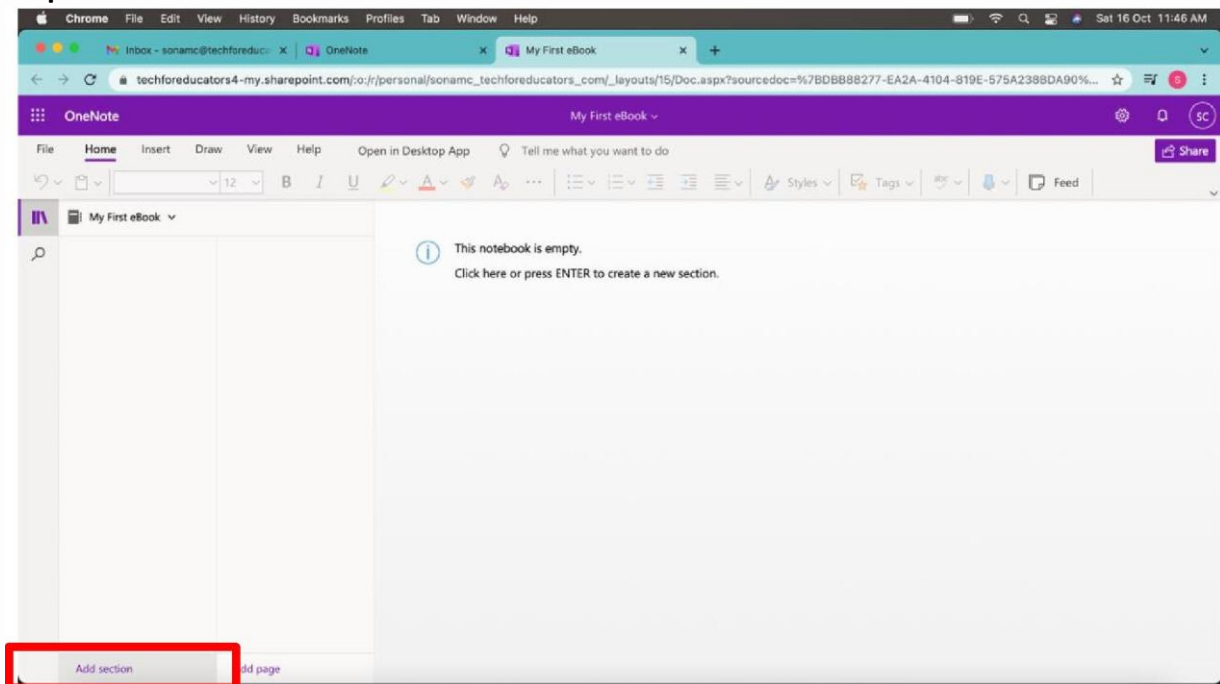 Chrome File Edit View History Bookmarks Profiles Tab Window Help Sat 16 Oct 11:46 AM
Inbox - sonamc@techforeduc OneNote My First eBook
techforeducators4-my.sharepoint.com/:o:/r/personal/sonamc_techforeducators_com/_layouts/15/Doc.aspx?sourcedoc=%7BDBB88277-EA2A-4104-819E-575A238BDA90%...
OneNote My First eBook SC
File Home Insert Draw View Help Open in Desktop App Tell me what you want to do Share
12 B I U A Styles Tags Feed
My First eBook
This notebook is empty.
Click here or press ENTER to create a new section.
Add section dd page